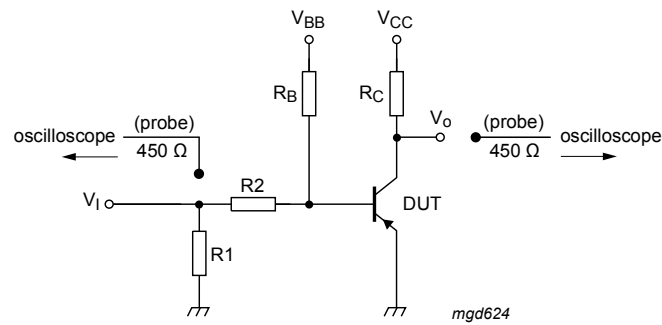 V_BB V_CC
R_B R_C
oscilloscope (probe) 450 Ω
V_o (probe) 450 Ω oscilloscope
V_I R2 DUT
R1
mgd624